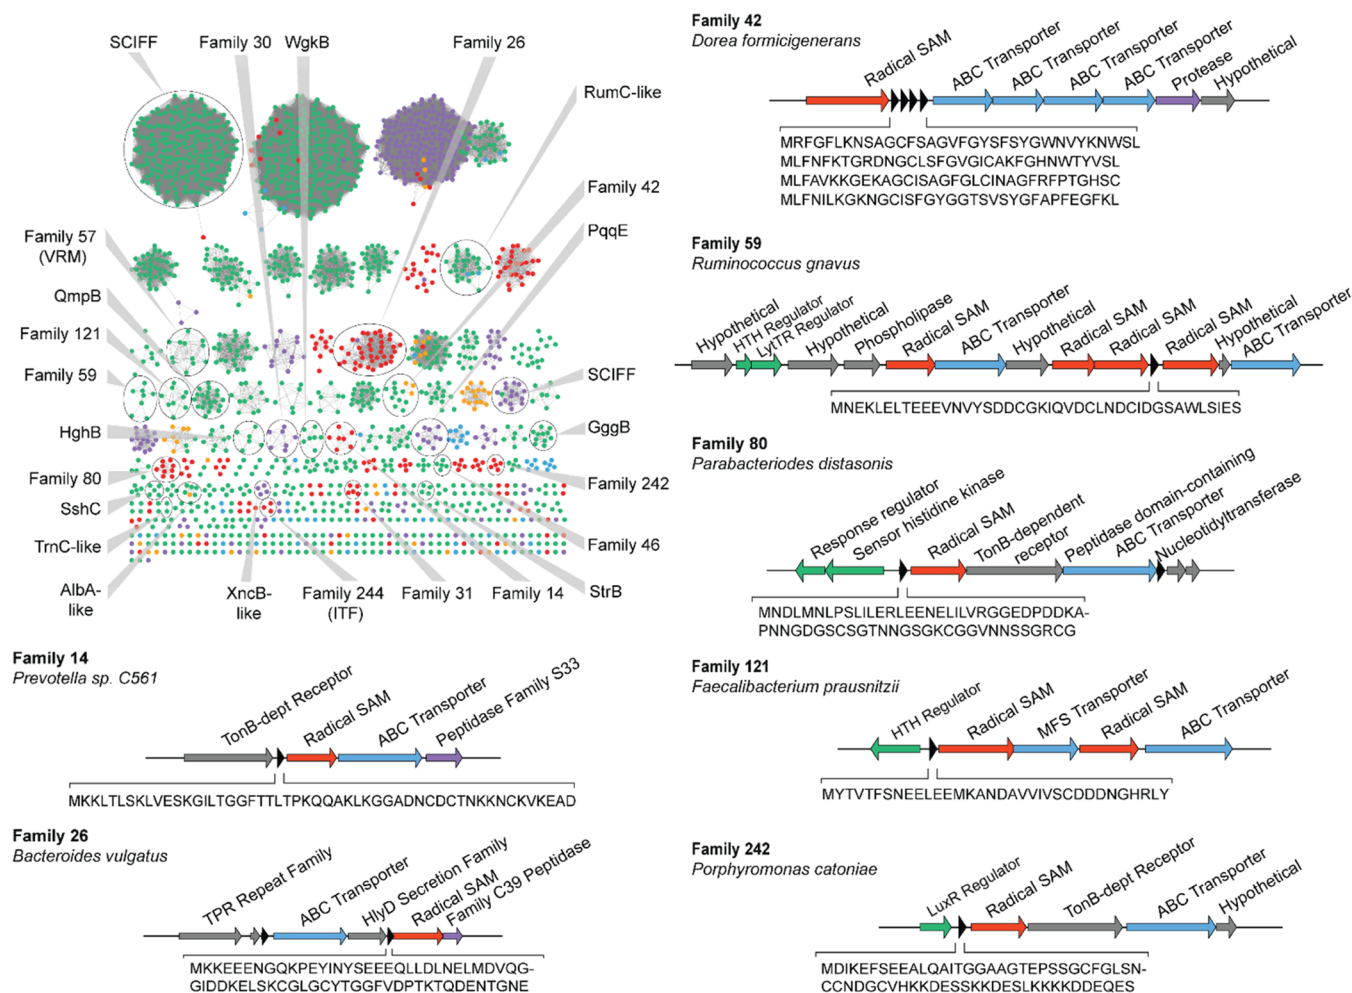 SCIFF
Family 30
WgkB
Family 26
RumC-like
Family 42
PqqE
Family 57
(VRM)
QmpB
Family 121
Family 59
HghB
Family 80
SshC
TrnC-like
AlbA-
like
XncB-
like
Family 244
(ITF)
Family 31
Family 14
StrB
Family 46
Family 242
GggB
SCIFF
Family 14
Prevotella sp. C561
TonB-dept Receptor
Radical SAM
ABC Transporter
Peptidase Family S33
MKKLTLSKLVESKGILTGGFTTLTPKQQAKLKGGADNCDCTNKKNCKVKEAD
Family 26
Bacteroides vulgatus
TPR Repeat Family
ABC Transporter
HlyD Secretion Family
Radical SAM
Family C39 Peptidase
MKKEEENGQKPEYINYSEEEQLLDLNELMDVQG-
GIDDKELSKCGLGCYTGGFVDPTKTQDENTGNE
Family 42
Dorea formicigenerans
Radical SAM
ABC Transporter
ABC Transporter
ABC Transporter
ABC Transporter
Protease
Hypothetical
MRFGFLKNSAGCFSAGVFGYSFSYGWNVYKNWSL
MLFNFKTGRDNGCLSFGVGICAKFGHNWTYVSL
MLFAVKKGEKAGCISAGFGLCINAGFRFPTGHSC
MLFNILKGKNGCISFGYGGTSVSYGFAPFEGFKL
Family 59
Ruminococcus gnavus
Hypothetical
HTH Regulator
LytTR Regulator
Hypothetical
Phospholipase
Radical SAM
ABC Transporter
Hypothetical
Radical SAM
Radical SAM
Radical SAM
Hypothetical
ABC Transporter
MNEKLELTEEEVNVYSDDCGKIQVDCLNDCIDGSAWLSIES
Family 80
Parabacteriodes distasonis
Response regulator
Sensor histidine kinase
Radical SAM
TonB-dependent
receptor
Peptidase domain-containing
ABC Transporter
Nucleotidyltransferase
MNDLMNLPSLILERLEENELILVRGGEDPDDKA-
PNNGDGSCSGTNNGSGKCGGVNNSSGRCG
Family 121
Faecalibacterium prausnitzii
HTH Regulator
Radical SAM
MFS Transporter
Radical SAM
ABC Transporter
MYTVTFSNEELEEMKANDAVVIVSCDDDNGHRLY
Family 242
Porphyromonas catoniae
LuxR Regulator
Radical SAM
TonB-dept Receptor
ABC Transporter
Hypothetical
MDIKEFSEEALQAITGGAAGTEPSSGCFGLSN-
CCNDGCVHKKDESSKKDESLKKKKDDEQES